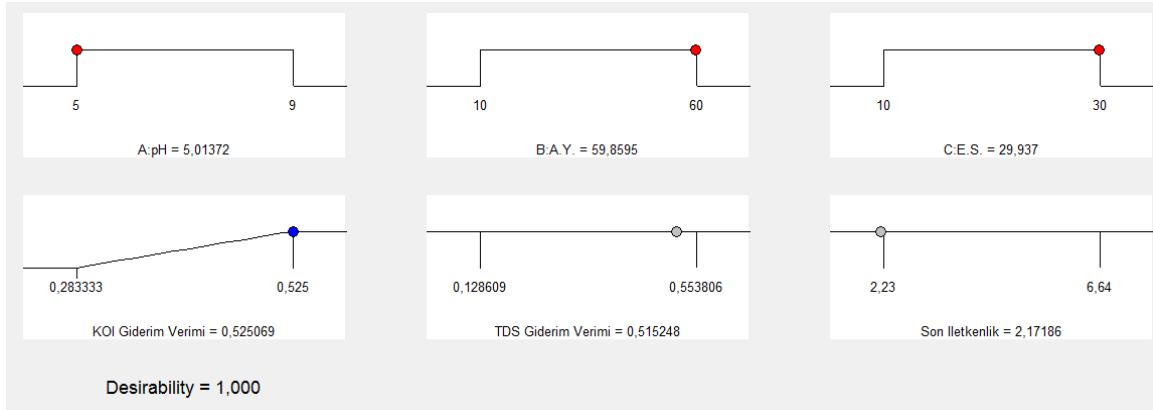 5 9
A:pH = 5,01372
10 60
B:A.Y. = 59,8595
10 30
C:E.S. = 29,937
0,283333 0,525
KOI Giderim Verimi = 0,525069
0,128609 0,553806
TDS Giderim Verimi = 0,515248
2,23 6,64
Son Iletkenlik = 2,17186
Desirability = 1,000